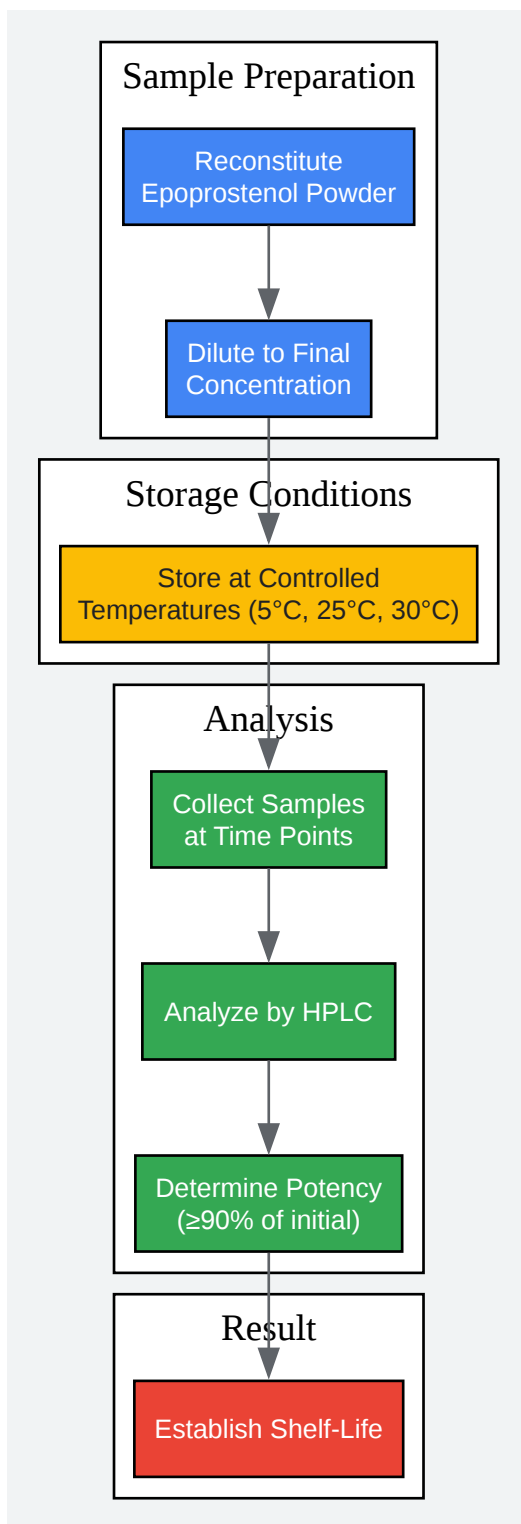 Sample Preparation
Reconstitute
Epoprostenol Powder
Dilute to Final
Concentration
Storage Conditions
Store at Controlled
Temperatures (5°C, 25°C, 30°C)
Analysis
Collect Samples
at Time Points
Analyze by HPLC
Determine Potency
(≥90% of initial)
Result
Establish Shelf-Life